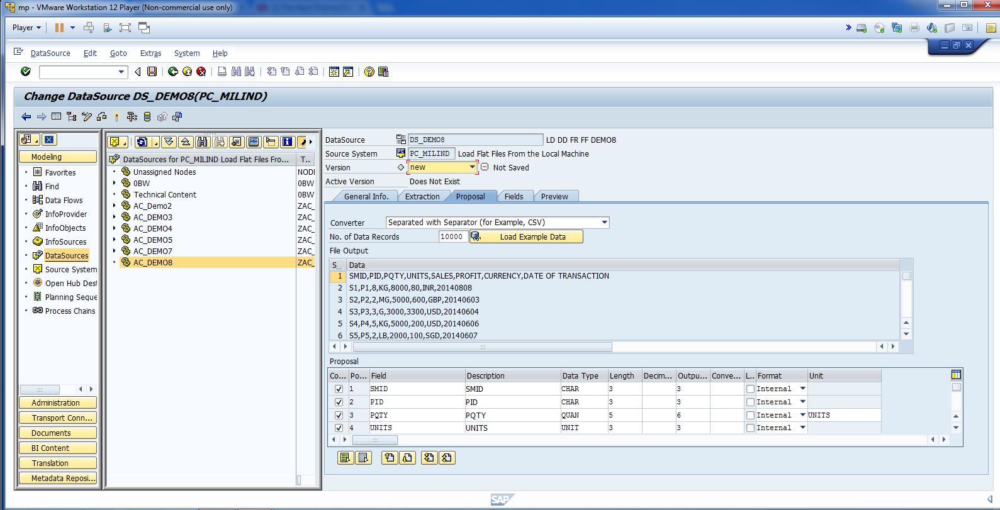 mp - VMware Workstation 12 Player (Non-commercial use only)
Player
DataSource Edit Goto Extras System Help
Change DataSource DS_DEMO8(PC_MILIND)
Modeling
Favorites
Find
Data Flows
InfoProvider
InfoObjects
InfoSources
DataSources
Source System
Open Hub Dest
Planning Seque
Process Chains
Administration
Transport Conn...
Documents
BI Content
Translation
Metadata Reposi...
DataSources for PC_MILIND Load Flat Files Fro... T..
Unassigned Nodes NOD
0BW 0BW
Technical Content 0BW
AC_Demo2 ZAC_
AC_DEMO3 ZAC_
AC_DEMO4 ZAC_
AC_DEMO5 ZAC_
AC_DEMO7 ZAC_
AC_DEMO8 ZAC_
DataSource DS_DEMO8 LD DD FR FF DEMO8
Source System PC_MILIND Load Flat Files From the Local Machine
Version new Not Saved
Active Version Does Not Exist
General Info. Extraction Proposal Fields Preview
Converter Separated with Separator (for Example, CSV)
No. of Data Records 10000 Load Example Data
File Output
S... Data
1 SMID,PID,PQTY,UNITS,SALES,PROFIT,CURRENCY,DATE OF TRANSACTION
2 S1,P1,8,KG,8000,80,INR,20140808
3 S2,P2,2,MG,5000,600,GBP,20140603
4 S3,P3,3,G,3000,3300,USD,20140604
5 S4,P4,5,KG,5000,200,USD,20140606
6 S5,P5,2,LB,2000,100,SGD,20140607
Proposal
Co... Po... Field Description Data Type Length Decim... Outpu... Conve... L.. Format Unit
1 SMID SMID CHAR 3 3 Internal
2 PID PID CHAR 3 3 Internal
3 PQTY PQTY QUAN 5 6 Internal UNITS
4 UNITS UNITS UNIT 3 3 Internal
SAP